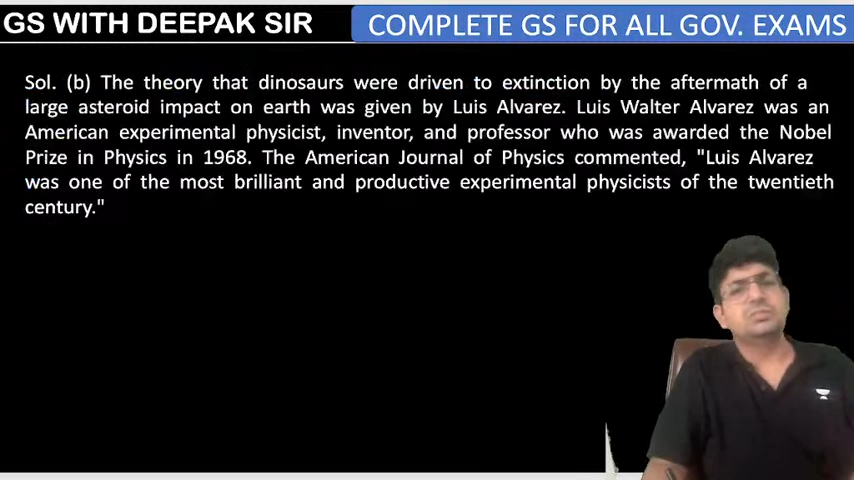 GS WITH DEEPAK SIR
COMPLETE GS FOR ALL GOV. EXAMS
Sol. (b) The theory that dinosaurs were driven to extinction by the aftermath of a
large asteroid impact on earth was given by Luis Alvarez. Luis Walter Alvarez was an
American experimental physicist, inventor, and professor who was awarded the Nobel
Prize in Physics in 1968. The American Journal of Physics commented, "Luis Alvarez
was one of the most brilliant and productive experimental physicists of the twentieth
century."